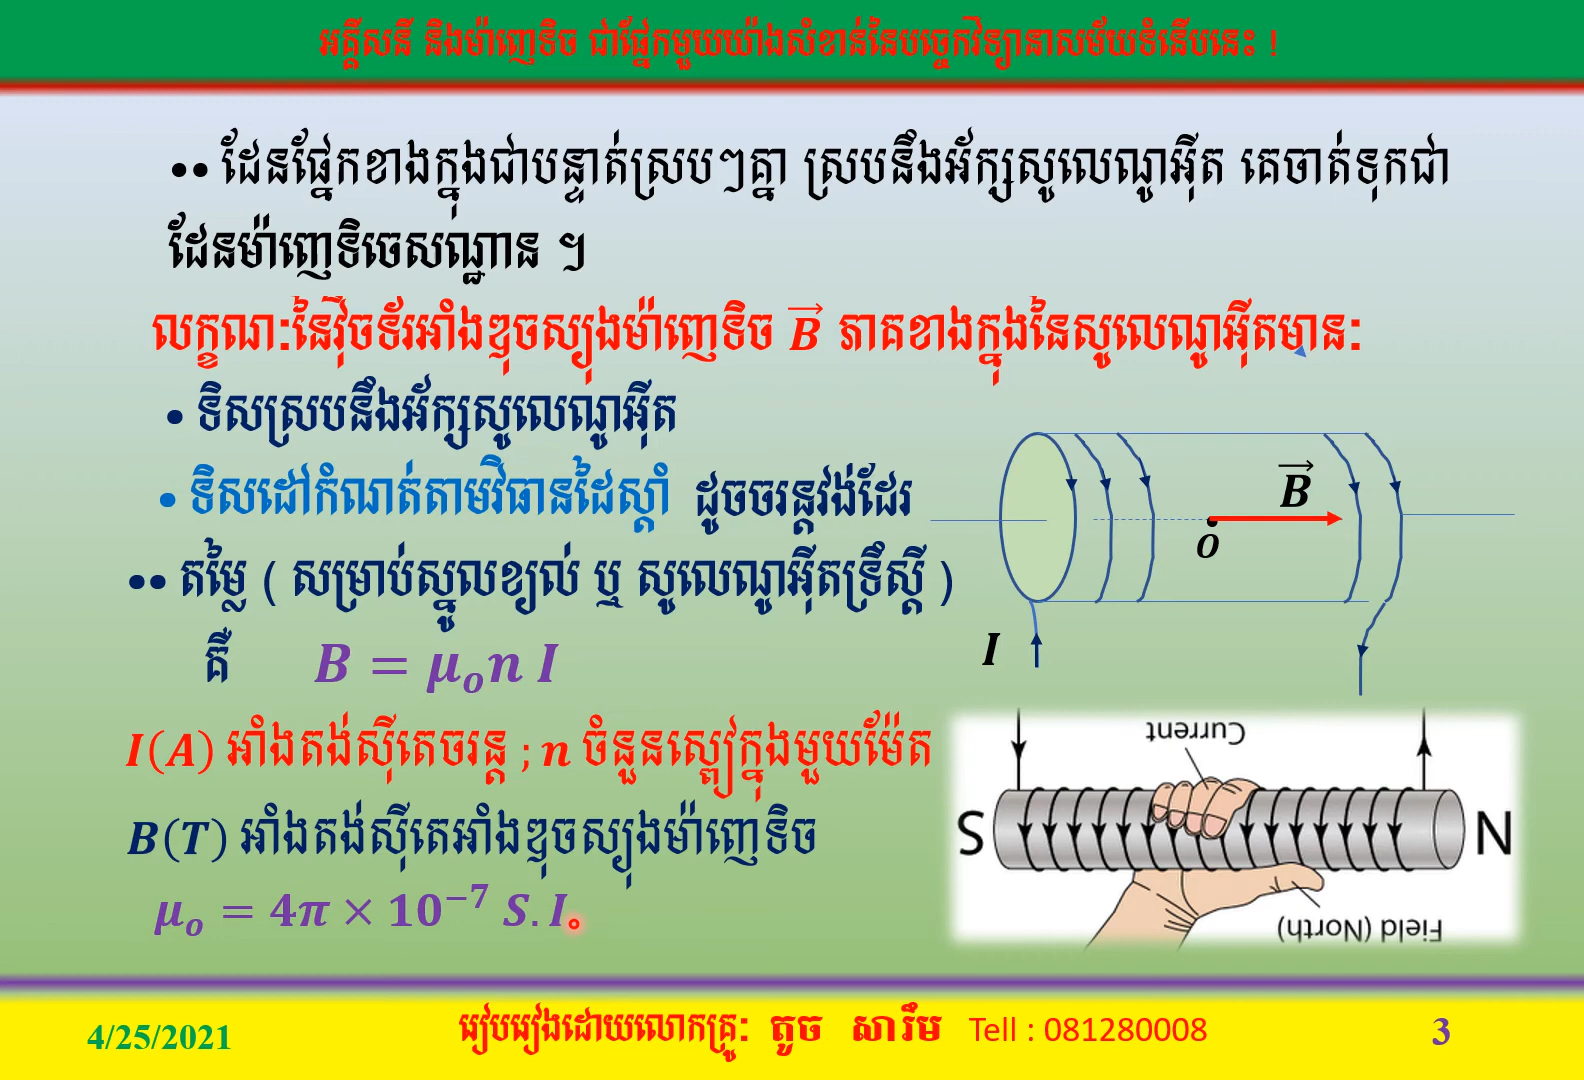 អគ្គីសនី និងម៉ាញេទិច ជាផ្នែកមួយយ៉ាងសំខាន់នៃបច្ចេកវិទ្យានាសម័យទំនើបនេះ !
•• ដែនផ្នែកខាងក្នុងជាបន្ទាត់ស្របៗគ្នា ស្របនឹងអ័ក្សសូលេណូអ៊ីត គេចាត់ទុកជា
ដែនម៉ាញេទិចេសណ្ឋាន ៕
លក្ខណៈនៃវ៉ិចទ័រអាំងឌុចស្យុងម៉ាញេទិច B⃗ ភាគខាងក្នុងនៃសូលេណូអ៊ីតមានៈ
• ទិសស្របនឹងអ័ក្សសូលេណូអ៊ីត
• ទិសដៅកំណត់តាមវិធានដៃស្តាំ ដូចចរន្តវង់ដែរ
•• តម្លៃ ( សម្រាប់ស្នូលខ្យល់ ឬ សូលេណូអ៊ីតទ្រឹស្តី )
គឺ B = μₒn I
I(A) អាំងតង់ស៊ីតេចរន្ត ; n ចំនួនស្ពៀក្នុងមួយម៉ែត
B(T) អាំងតង់ស៊ីតេអាំងឌុចស្យុងម៉ាញេទិច
μₒ = 4π × 10⁻⁷ S.I。
B⃗
O
I
Current
S
N
Field (North)
4/25/2021
រៀបរៀងដោយលោកគ្រូៈ តូច សារឹម Tell : 081280008
3